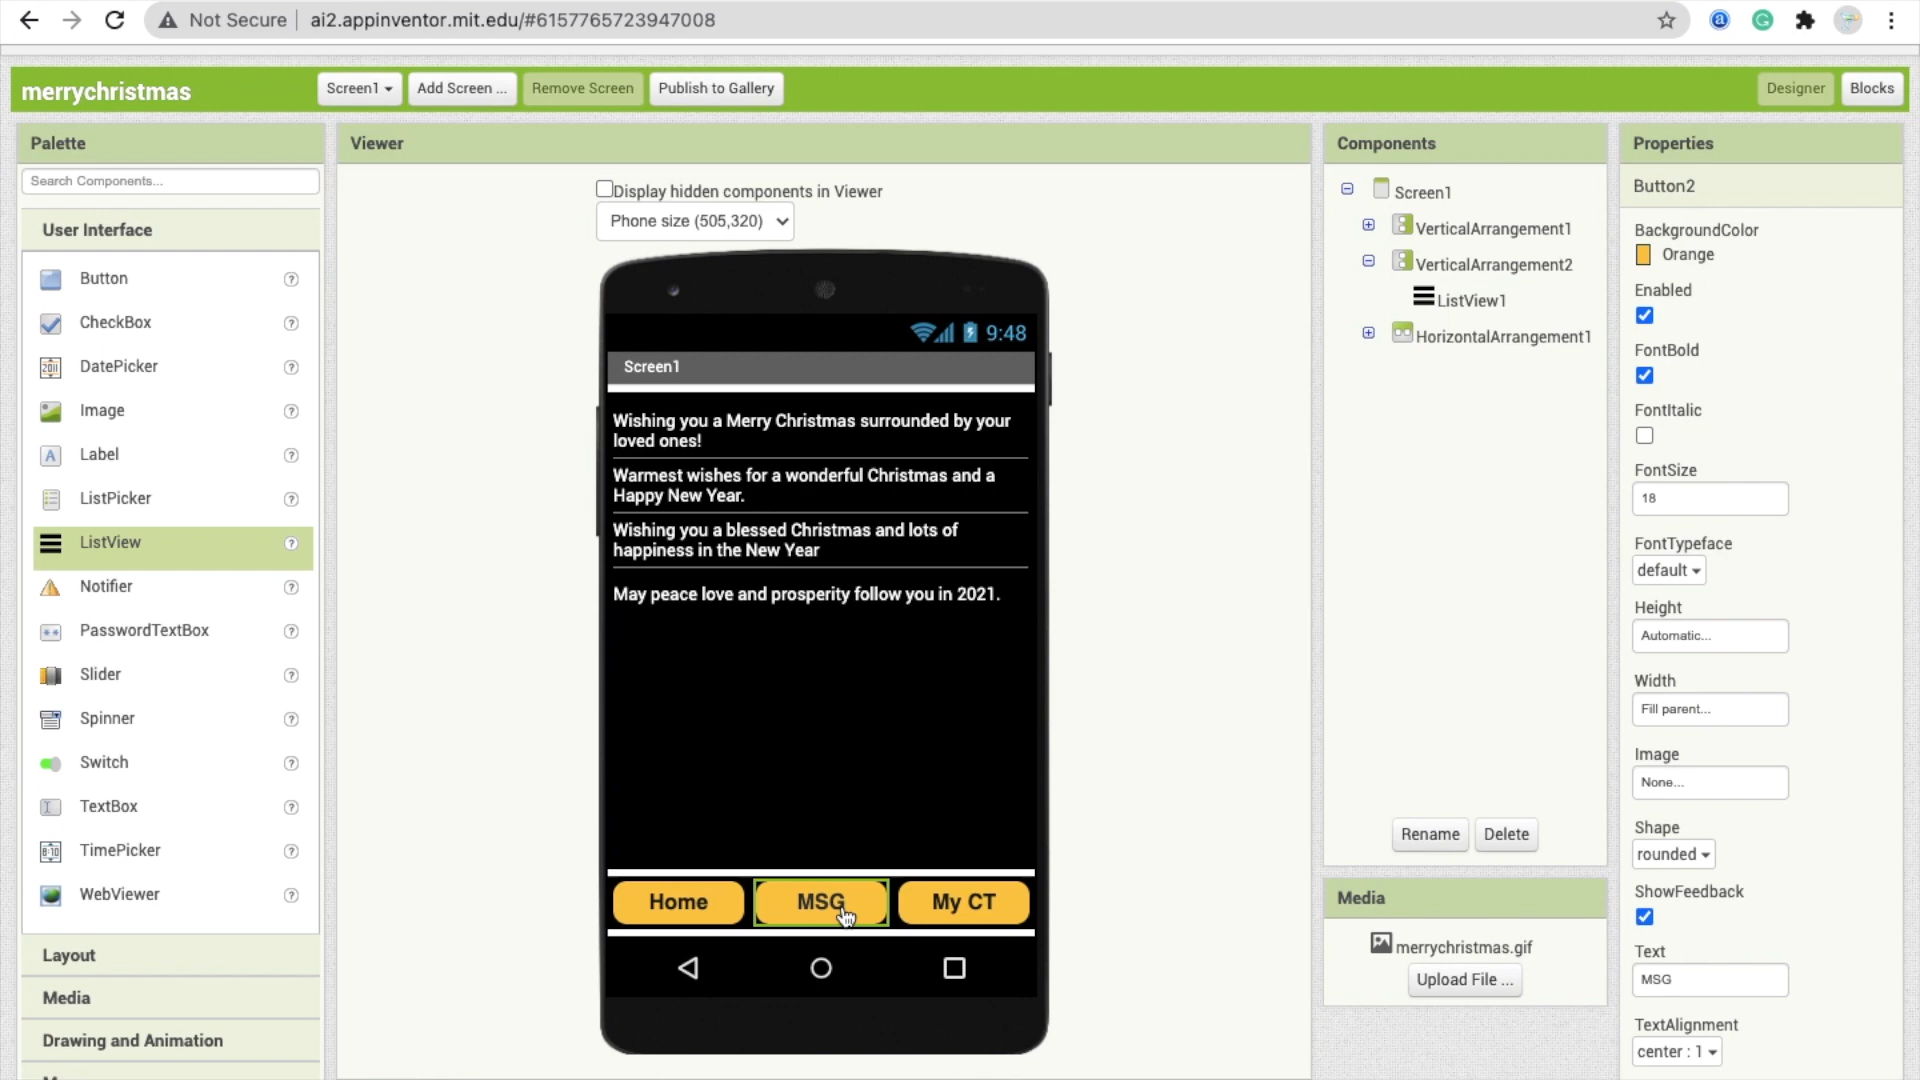 Not Secure
ai2.appinventor.mit.edu/#6157765723947008
merrychristmas
Screen1
Add Screen ...
Remove Screen
Publish to Gallery
Designer
Blocks
Palette
Search Components...
User Interface
Button
CheckBox
DatePicker
Image
Label
ListPicker
ListView
Notifier
PasswordTextBox
Slider
Spinner
Switch
TextBox
TimePicker
WebViewer
Layout
Media
Drawing and Animation
Viewer
Display hidden components in Viewer
Phone size (505,320)
9:48
Screen1
Wishing you a Merry Christmas surrounded by your
loved ones!
Warmest wishes for a wonderful Christmas and a
Happy New Year.
Wishing you a blessed Christmas and lots of
happiness in the New Year
May peace love and prosperity follow you in 2021.
Home
MSG
My CT
Components
Screen1
VerticalArrangement1
VerticalArrangement2
ListView1
HorizontalArrangement1
Rename
Delete
Media
merrychristmas.gif
Upload File ...
Properties
Button2
BackgroundColor
Orange
Enabled
FontBold
FontItalic
FontSize
18
FontTypeface
default
Height
Automatic...
Width
Fill parent...
Image
None...
Shape
rounded
ShowFeedback
Text
MSG
TextAlignment
center : 1